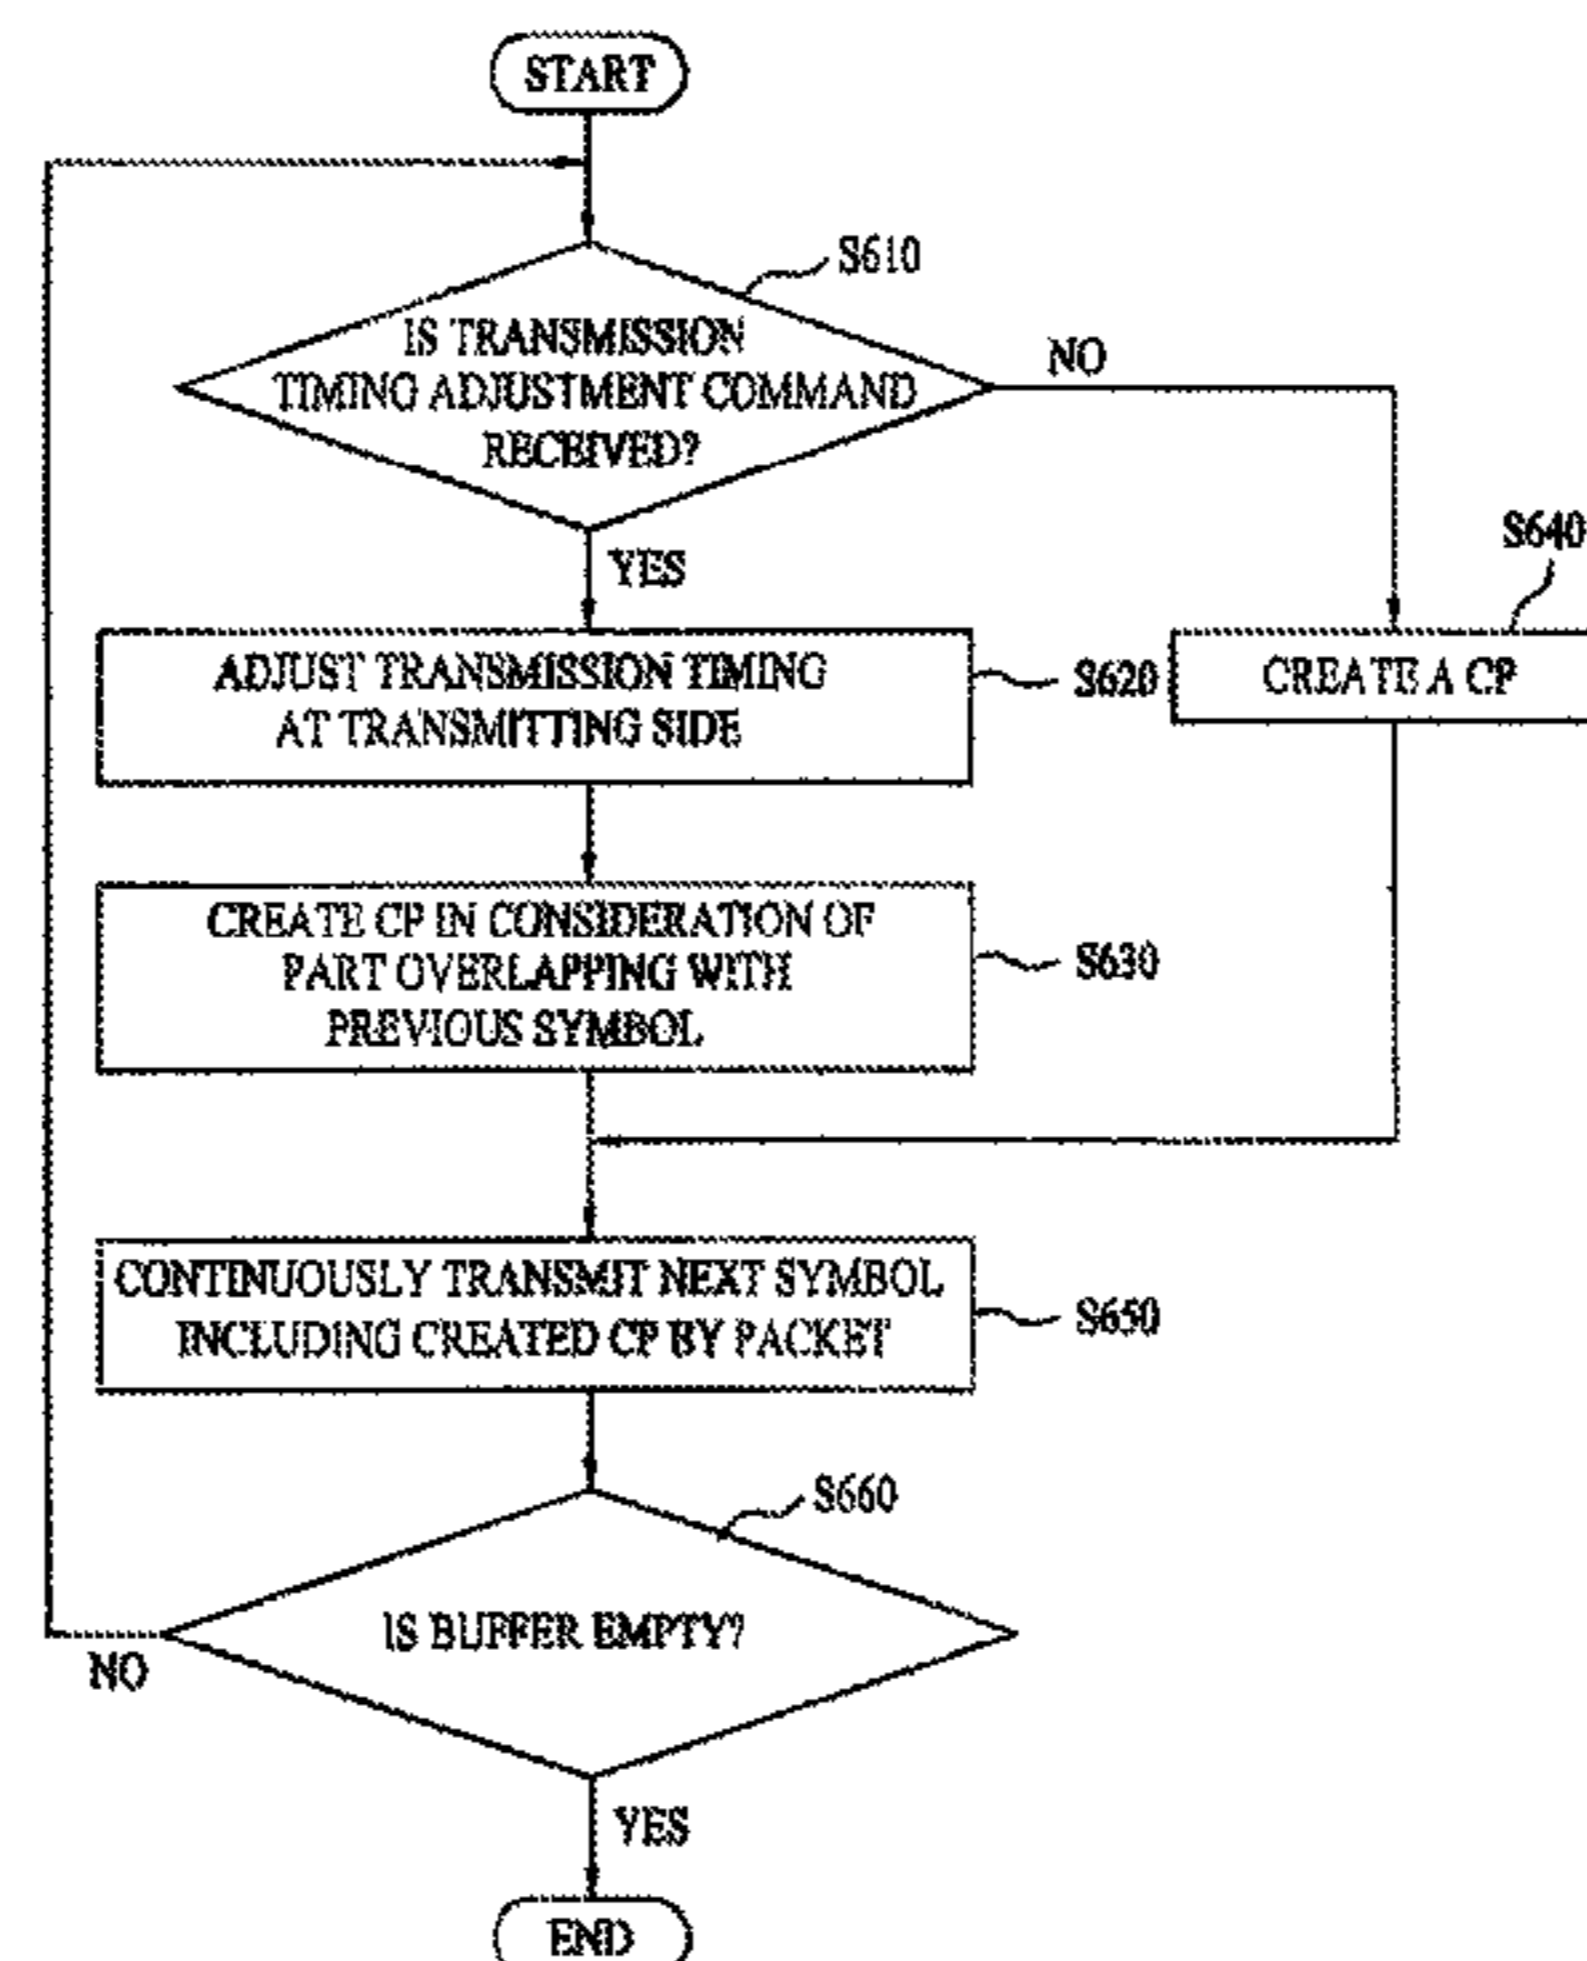 START
S610
IS TRANSMISSION
TIMING ADJUSTMENT COMMAND
RECEIVED?
NO
YES
S640
ADJUST TRANSMISSION TIMING
AT TRANSMITTING SIDE
S620
CREATE A CP
CREATE CP IN CONSIDERATION OF
PART OVERLAPPING WITH
PREVIOUS SYMBOL
S630
CONTINUOUSLY TRANSMIT NEXT SYMBOL
INCLUDING CREATED CP BY PACKET
S650
S660
IS BUFFER EMPTY?
NO
YES
END